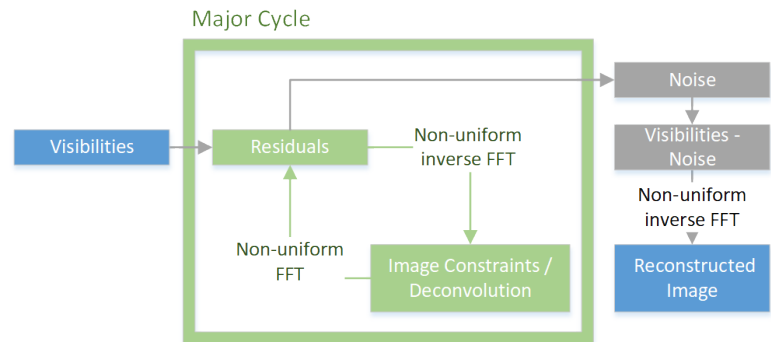 Major Cycle
Visibilities
Residuals
Non-uniform
inverse FFT
Non-uniform
FFT
Image Constraints /
Deconvolution
Noise
Visibilities -
Noise
Non-uniform
inverse FFT
Reconstructed
Image